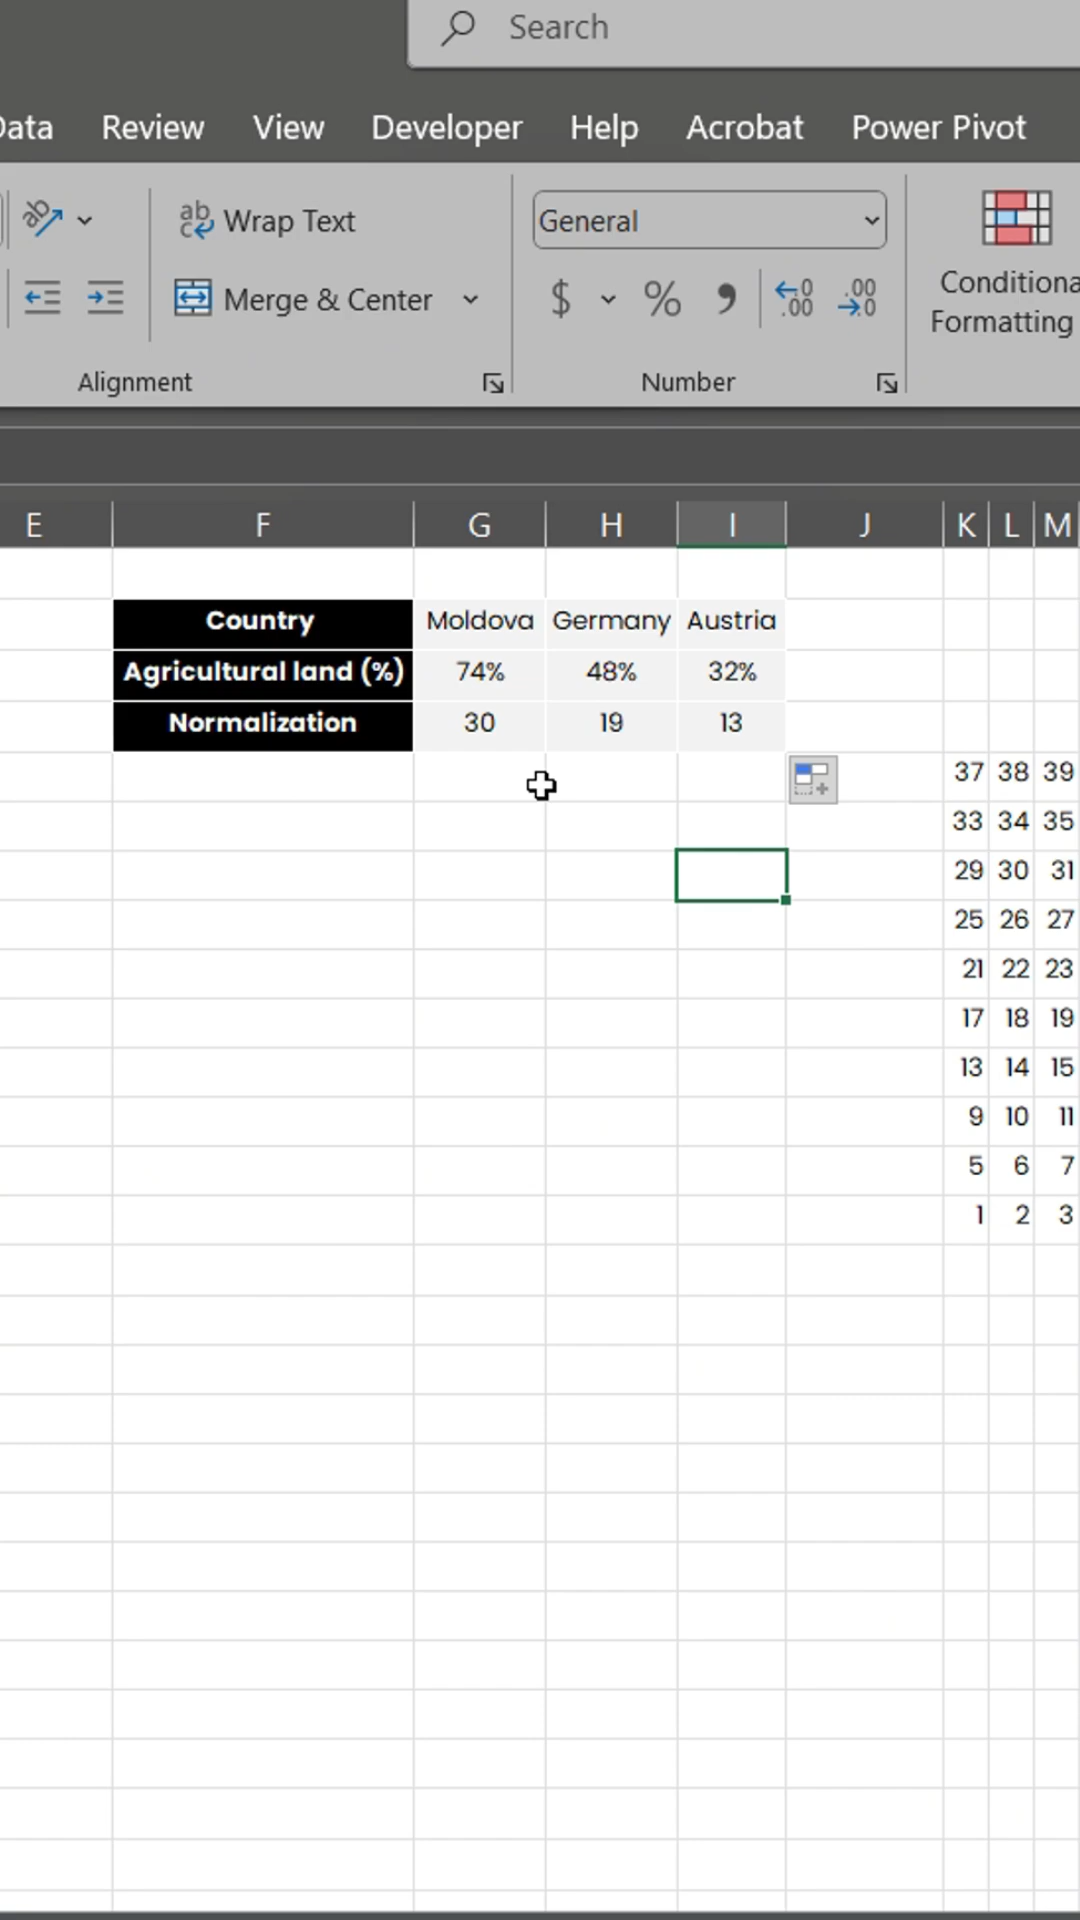 Search
Data Review View Developer Help Acrobat Power Pivot
Wrap Text
General
Merge & Center
$ % , .00 .00
Conditiona
Formatting
Alignment
Number
E F G H I J K L M
Country Moldova Germany Austria
Agricultural land (%) 74% 48% 32%
Normalization 30 19 13
37 38 39
33 34 35
29 30 31
25 26 27
21 22 23
17 18 19
13 14 15
9 10 11
5 6 7
1 2 3